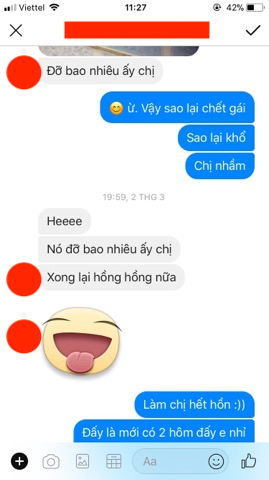 Viettel 11:27 42%
Đỡ bao nhiêu ấy chị
😊 ừ. Vậy sao lại chết gái
Sao lại khổ
Chị nhầm
19:59, 2 THG 3
Heeee
Nó đỡ bao nhiêu ấy chị
Xong lại hồng hồng nữa
Làm chị hết hồn :))
Đấy là mới có 2 hôm đấy e nhỉ
Aa